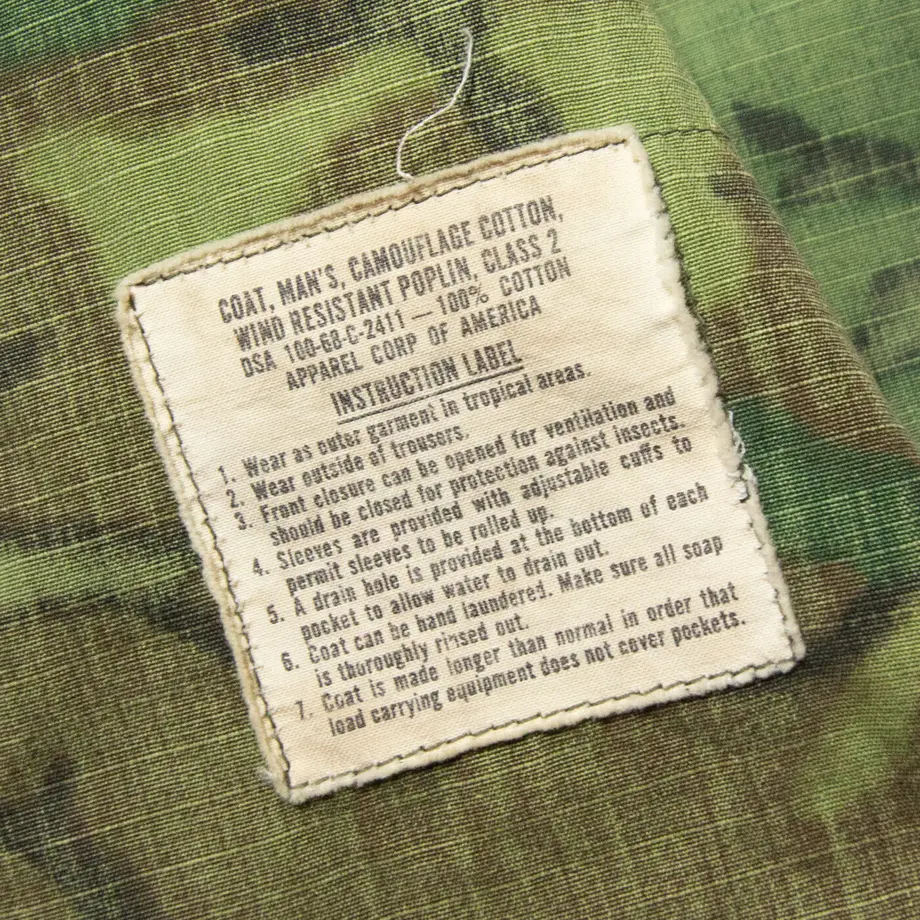 COAT, MAN'S, CAMOUFLAGE COTTON,
WIND RESISTANT POPLIN, CLASS 2
DSA 100-68-C-2411 — 100% COTTON
APPAREL CORP OF AMERICA
INSTRUCTION LABEL
1. Wear as outer garment in tropical areas.
2. Wear outside of trousers.
3. Front closure can be opened for ventilation and
should be closed for protection against insects.
4. Sleeves are provided with adjustable cuffs to
permit sleeves to be rolled up.
5. A drain hole is provided at the bottom of each
pocket to allow water to drain out.
6. Coat can be hand laundered. Make sure all soap
is thoroughly rinsed out.
7. Coat is made longer than normal in order that
load carrying equipment does not cover pockets.